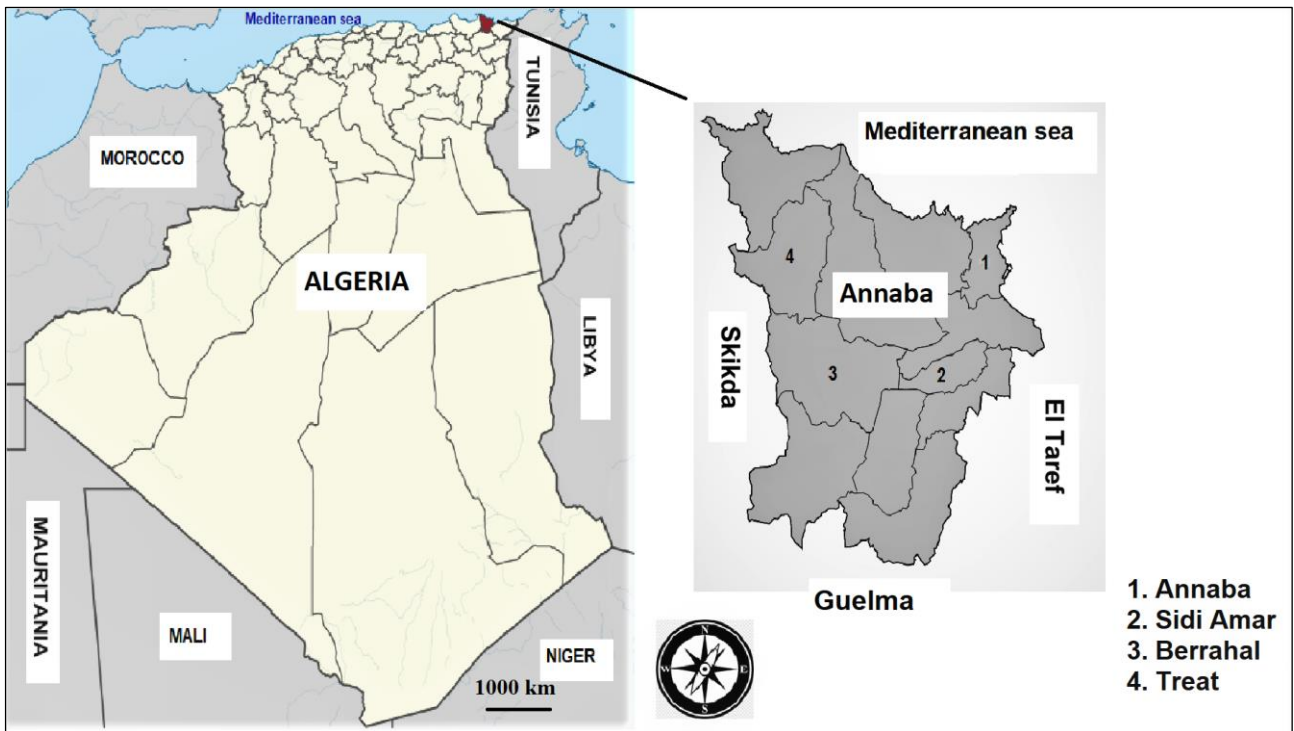 Mediterranean sea
TUNISIA
MOROCCO
ALGERIA
LIBYA
MAURITANIA
MALI
NIGER
1000 km
Mediterranean sea
1
4
Annaba
Skikda
3
2
El Taref
Guelma
N
W
E
S
1. Annaba
2. Sidi Amar
3. Berrahal
4. Treat